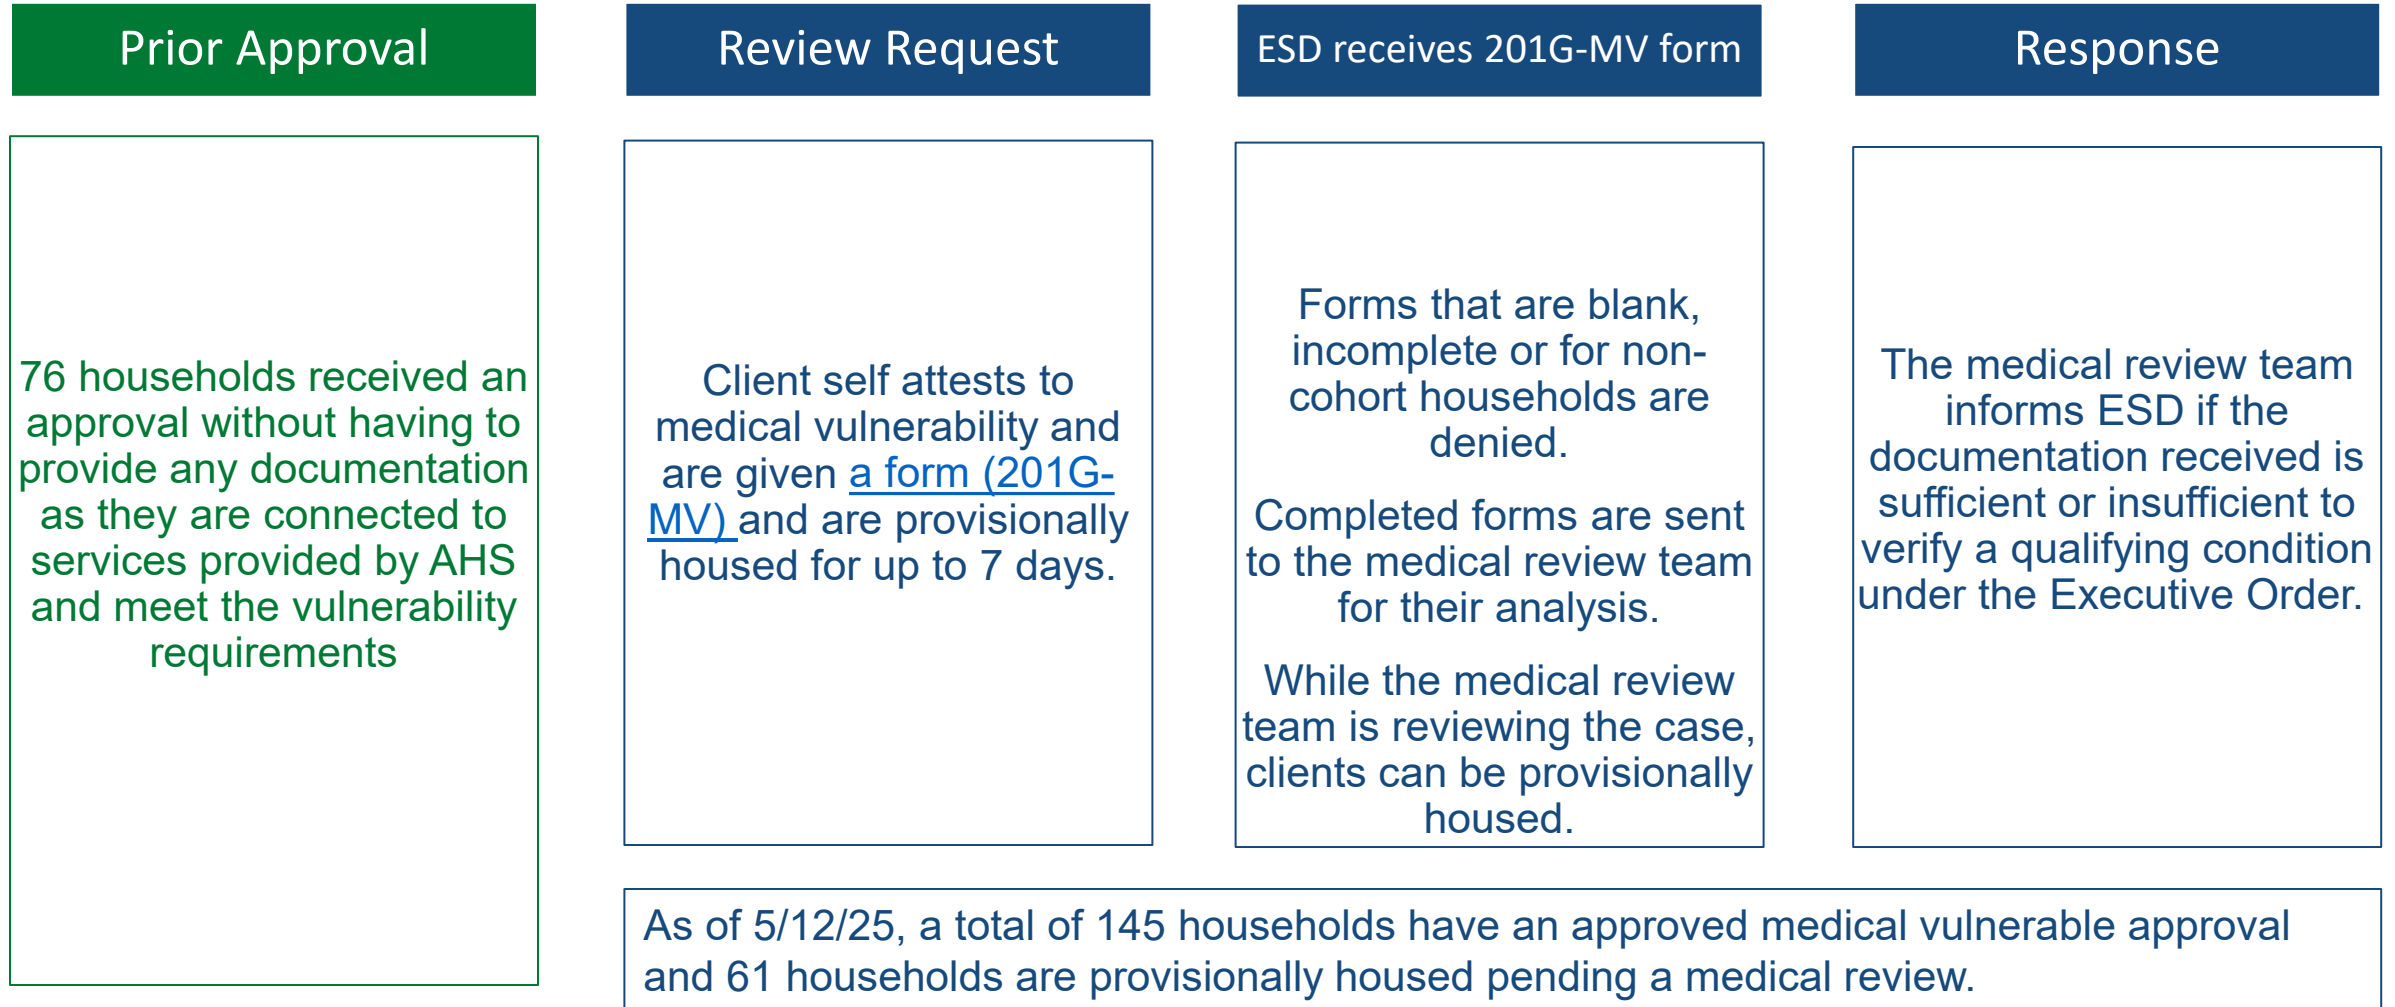 Prior Approval
76 households received an
approval without having to
provide any documentation
as they are connected to
services provided by AHS
and meet the vulnerability
requirements
Review Request
Client self attests to
medical vulnerability and
are given a form (201G-
MV) and are provisionally
housed for up to 7 days.
ESD receives 201G-MV form
Forms that are blank,
incomplete or for non-
cohort households are
denied.
Completed forms are sent
to the medical review team
for their analysis.
While the medical review
team is reviewing the case,
clients can be provisionally
housed.
Response
The medical review team
informs ESD if the
documentation received is
sufficient or insufficient to
verify a qualifying condition
under the Executive Order.
As of 5/12/25, a total of 145 households have an approved medical vulnerable approval
and 61 households are provisionally housed pending a medical review.